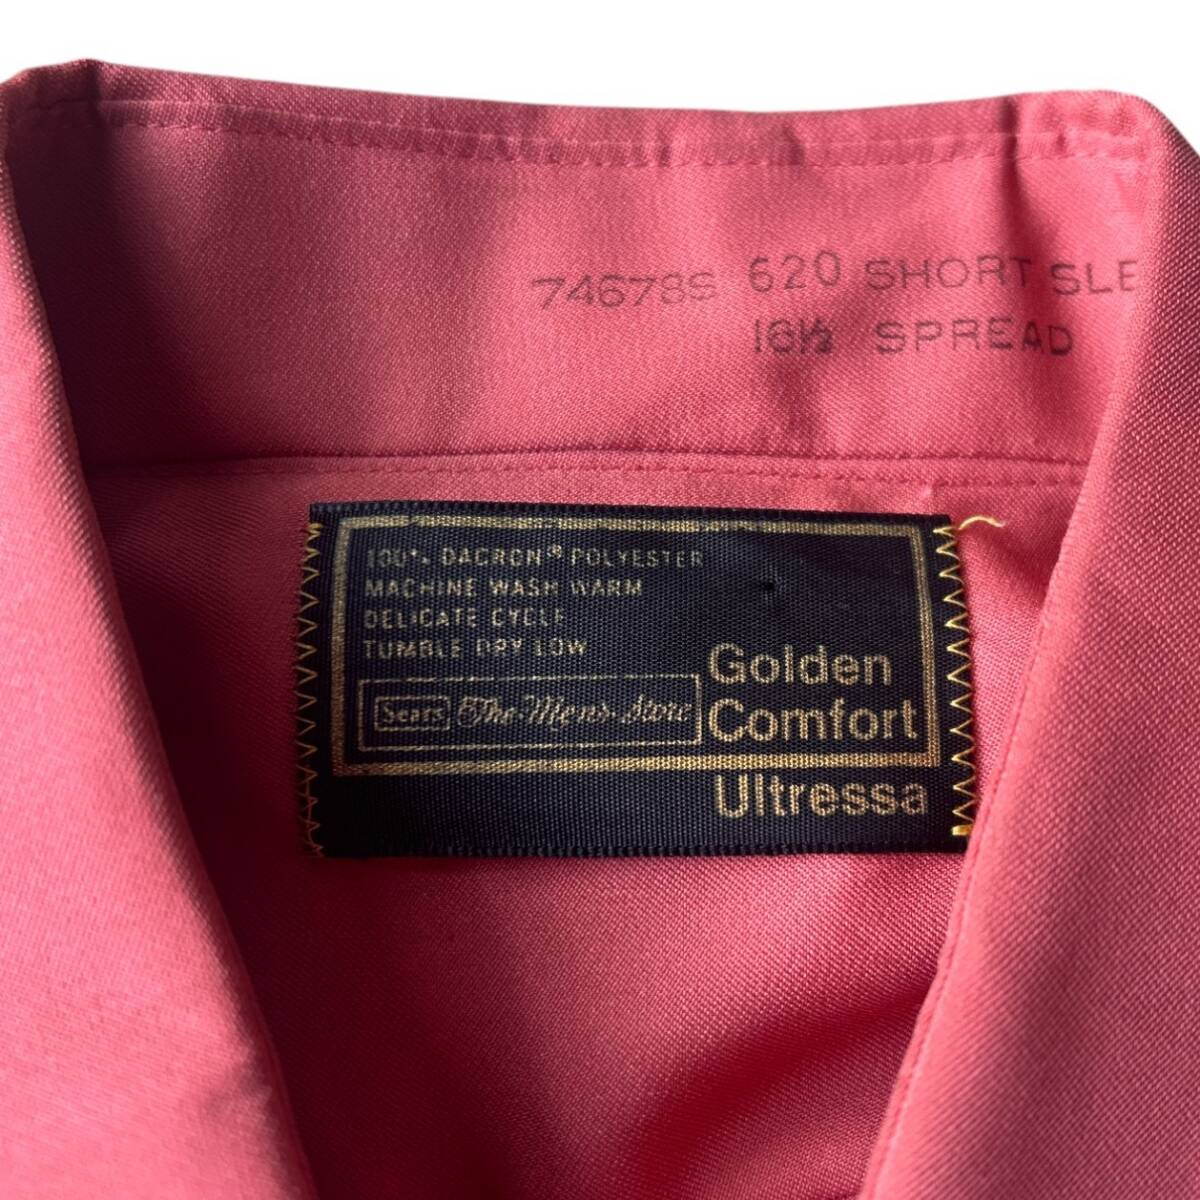 74678S 620 SHORT SLE
16½ SPREAD
100% DACRON® POLYESTER
MACHINE WASH WARM
DELICATE CYCLE
TUMBLE DRY LOW
Sears The Men's Store
Golden
Comfort
Ultressa